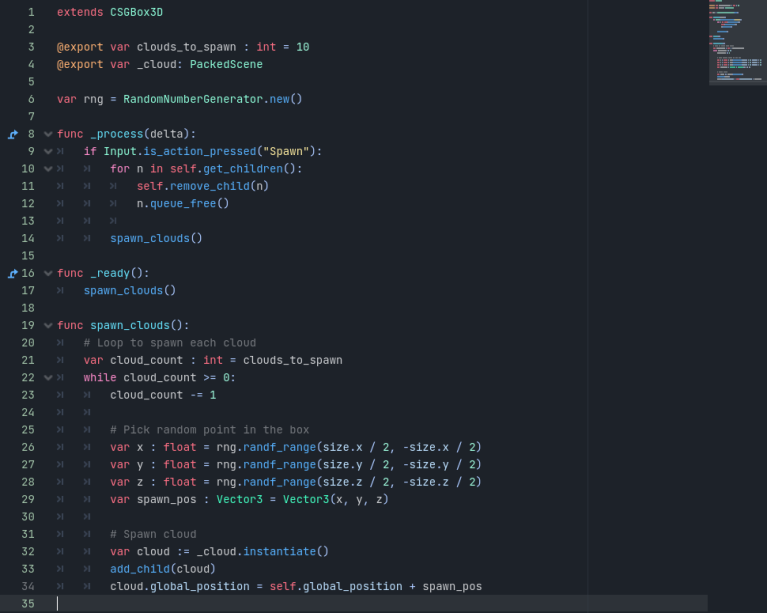 1 extends CSGBox3D
2
3 @export var clouds_to_spawn : int = 10
4 @export var _cloud: PackedScene
5
6 var rng = RandomNumberGenerator.new()
7
8 func _process(delta):
9 if Input.is_action_pressed("Spawn"):
10 for n in self.get_children():
11 self.remove_child(n)
12 n.queue_free()
13
14 spawn_clouds()
15
16 func _ready():
17 spawn_clouds()
18
19 func spawn_clouds():
20 # Loop to spawn each cloud
21 var cloud_count : int = clouds_to_spawn
22 while cloud_count >= 0:
23 cloud_count -= 1
24
25 # Pick random point in the box
26 var x : float = rng.randf_range(size.x / 2, -size.x / 2)
27 var y : float = rng.randf_range(size.y / 2, -size.y / 2)
28 var z : float = rng.randf_range(size.z / 2, -size.z / 2)
29 var spawn_pos : Vector3 = Vector3(x, y, z)
30
31 # Spawn cloud
32 var cloud := _cloud.instantiate()
33 add_child(cloud)
34 cloud.global_position = self.global_position + spawn_pos
35